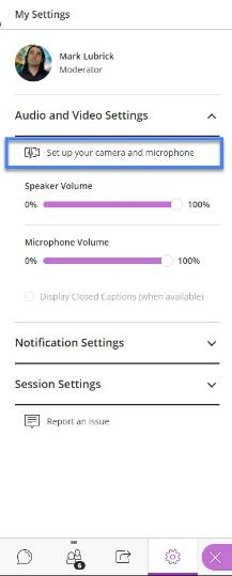 My Settings
Mark Lubrick
Moderator
Audio and Video Settings
Set up your camera and microphone
Speaker Volume
0% 100%
Microphone Volume
0% 100%
Display Closed Captions (when available)
Notification Settings
Session Settings
Report an issue
6